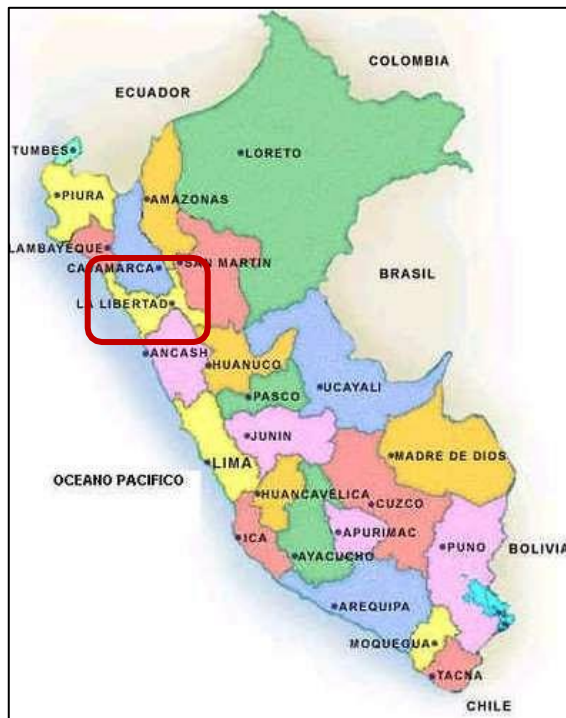 COLOMBIA
ECUADOR
TUMBES
LORETO
PIURA
AMAZONAS
LAMBAYEQUE
SAN MARTIN
CAJAMARCA
BRASIL
LA LIBERTAD
ANCASH
HUANUCO
UCAYALI
PASCO
JUNIN
MADRE DE DIOS
LIMA
OCEANO PACIFICO
HUANCAVELICA
CUZCO
ICA
APURIMAC
PUNO
BOLIVIA
AYACUCHO
AREQUIPA
MOQUEGUA
TACNA
CHILE